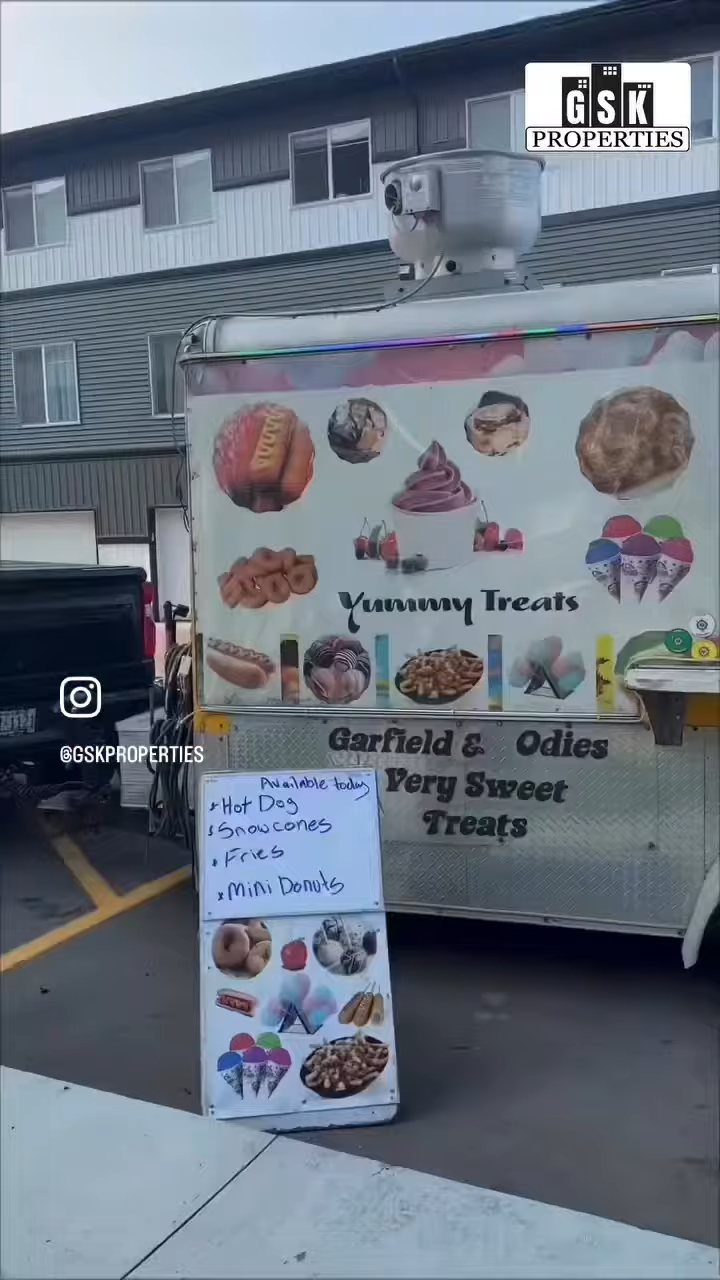 GSK
PROPERTIES
Yummy Treats
@GSKPROPERTIES
Garfield & Odies
Very Sweet
Treats
Available today
Hot Dog
Snowcones
Fries
Mini Donuts